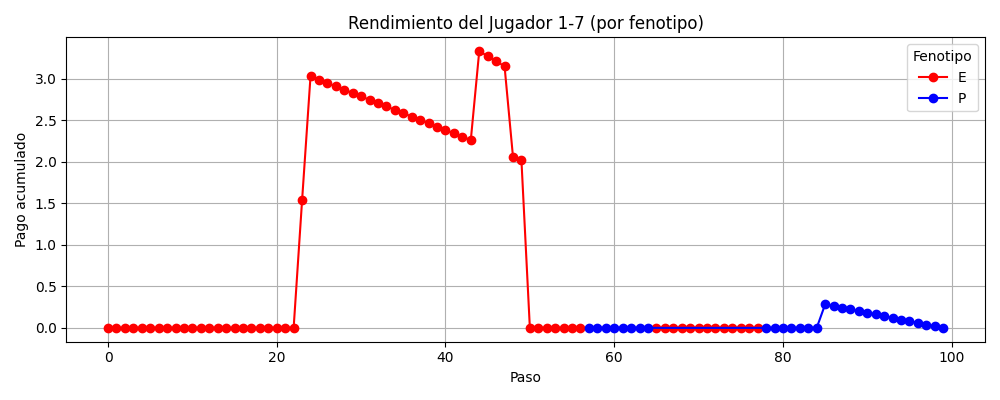 Rendimiento del Jugador 1-7 (por fenotipo)
Pago acumulado
3.0
2.5
2.0
1.5
1.0
0.5
0.0
0
20
40
60
80
100
Paso
Fenotipo
E
P